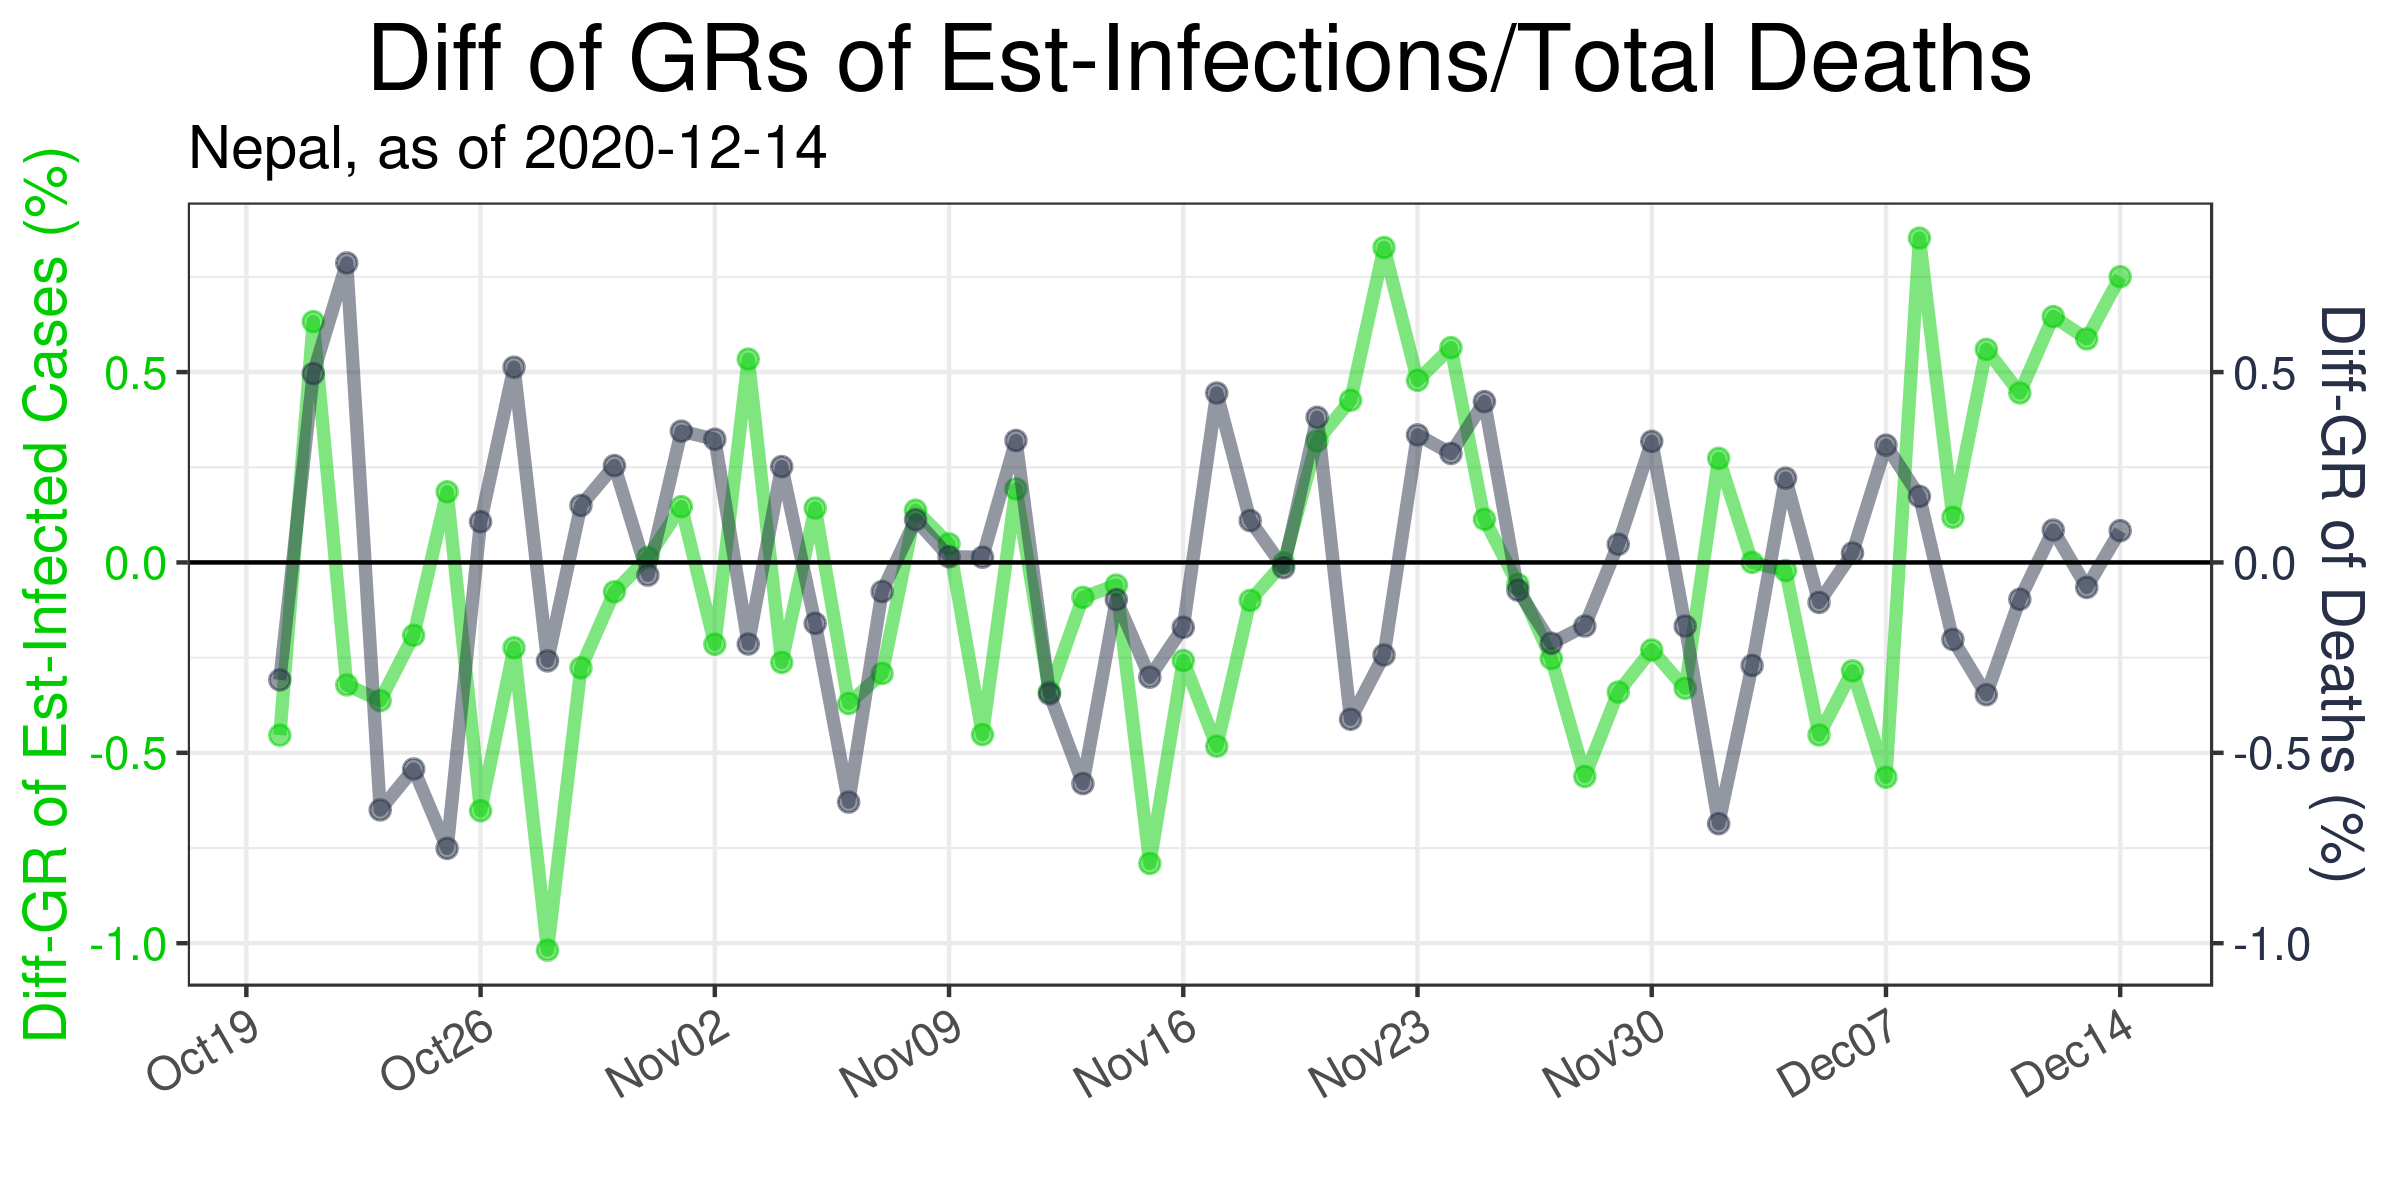 Diff of GRs of Est-Infections/Total Deaths
Nepal, as of 2020-12-14
Diff-GR of Est-Infected Cases (%)
0.5
0.0
-0.5
-1.0
0.5
0.0
-0.5
-1.0
Diff-GR of Deaths (%)
Oct19 Oct26 Nov02 Nov09 Nov16 Nov23 Nov30 Dec07 Dec14